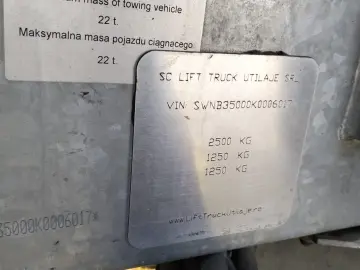 mass of towing vehicle
22 t.
Maksymalna masa pojazdu ciągnącego
22 t.
SC LIFT TRUCK UTILAJE SRL
VIN SWNB35000K0006017
2500 KG
1250 KG
1250 KG
www.LiftTruckUtilaje.ro
35000K0006017*